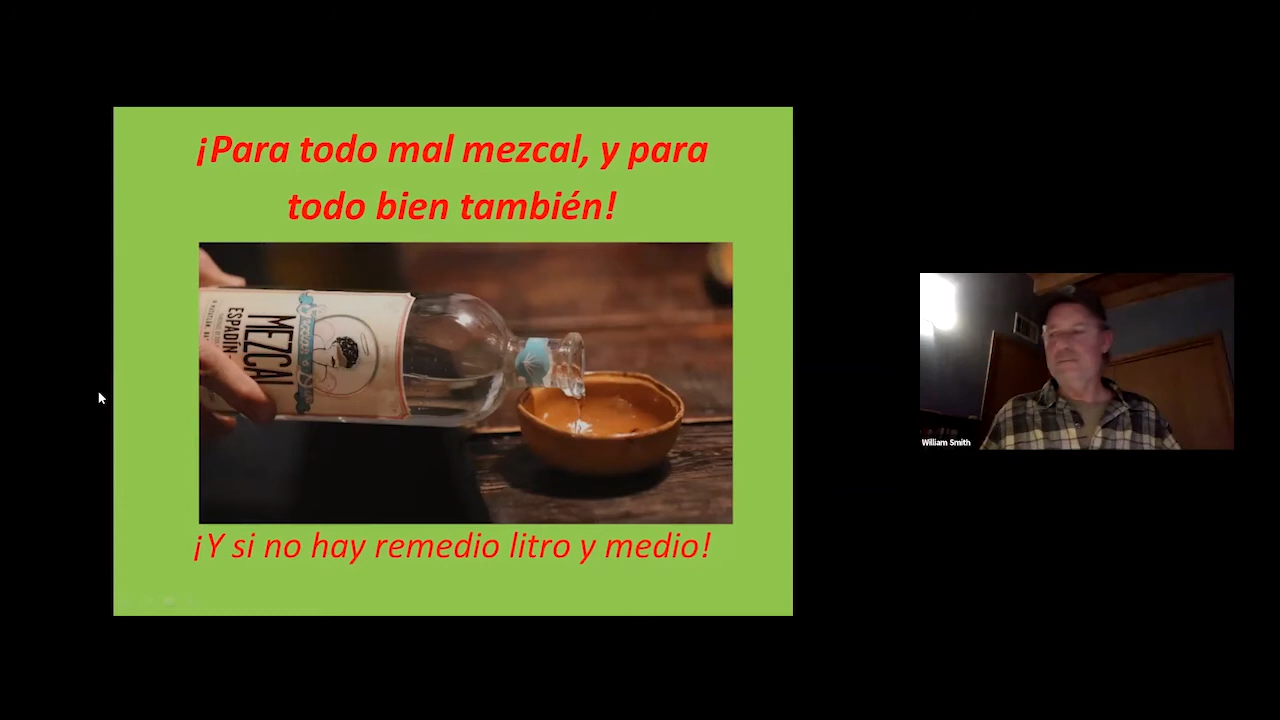 ¡Para todo mal mezcal, y para
todo bien también!
MEZCAL
ESPADÍN
¡Y si no hay remedio litro y medio!
William Smith